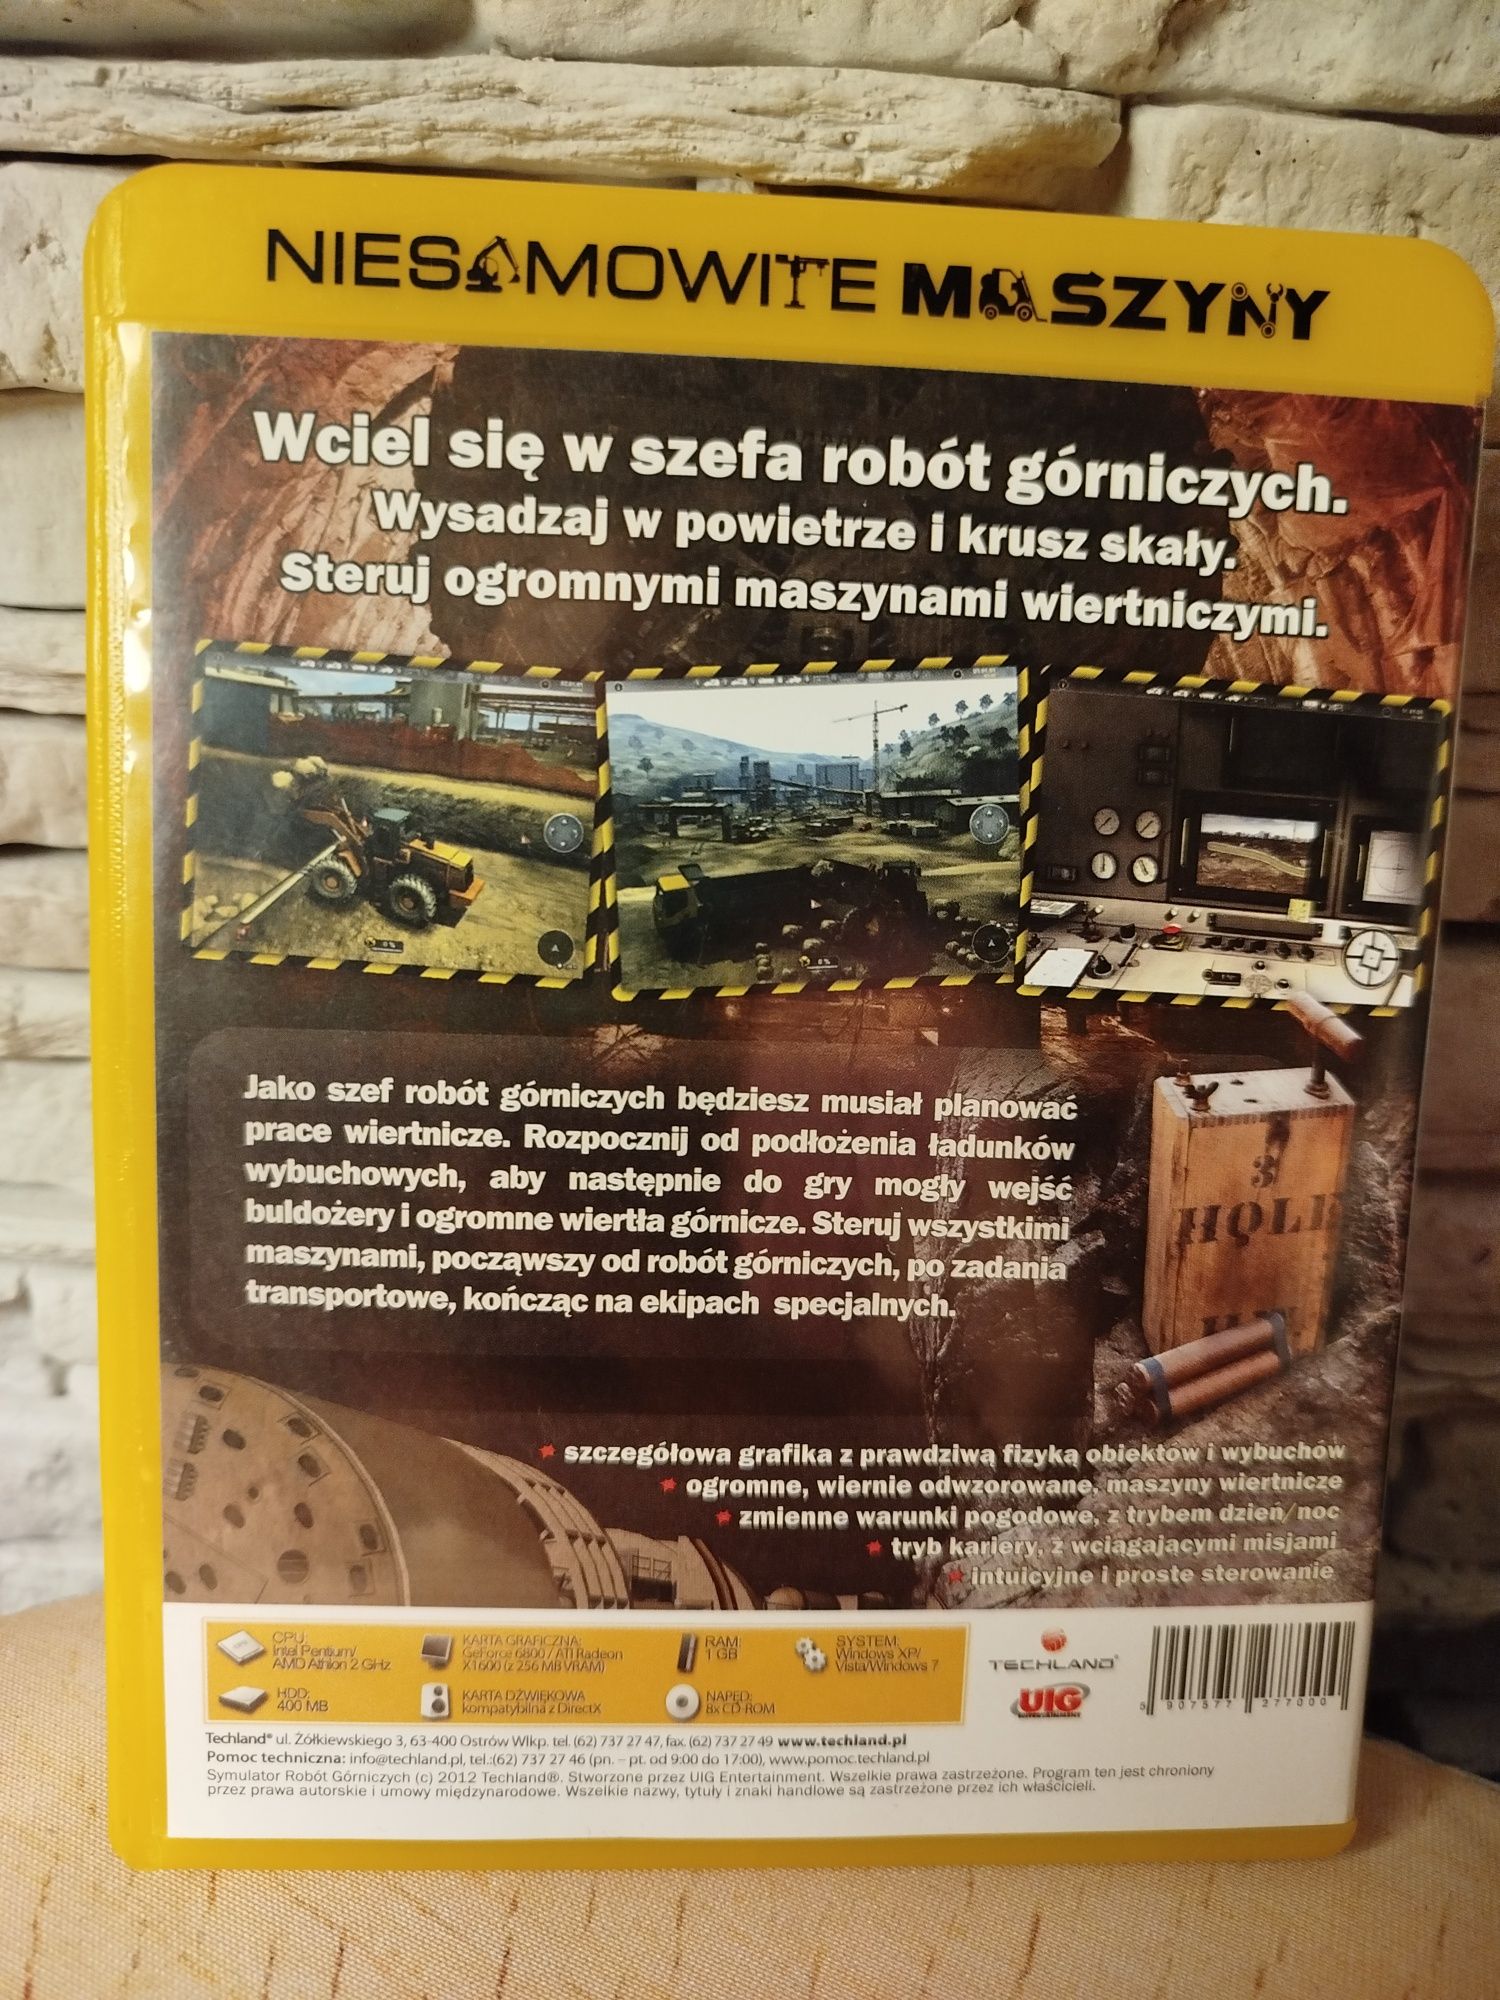 NIESAMOWITE MASZYNY
Wciel się w szefa robót górniczych.
Wysadzaj w powietrze i krusz skały.
Steruj ogromnymi maszynami wiertniczymi.
Jako szef robót górniczych będziesz musiał planować
prace wiertnicze. Rozpocznij od podłożenia ładunków
wybuchowych, aby następnie do gry mogły wejść
buldożery i ogromne wiertła górnicze. Steruj wszystkimi
maszynami, począwszy od robót górniczych, po zadania
transportowe, kończąc na ekipach specjalnych.
3
HOLE
szczegółowa grafika z prawdziwą fizyką obiektów i wybuchów
ogromne, wiernie odwzorowane, maszyny wiertnicze
zmienne warunki pogodowe, z trybem dzień/noc
tryb kariery, z wciągającymi misjami
intuicyjne i proste sterowanie
CPU:
Intel Pentium/
AMD Athlon 2 GHz
KARTA GRAFICZNA:
GeForce 6800 / ATI Radeon
X1600 (z 256 MB VRAM)
RAM:
1 GB
SYSTEM:
Windows XP/
Vista/Windows 7
HDD:
400 MB
KARTA DŹWIĘKOWA
kompatybilna z DirectX
NAPĘD:
8x CD-ROM
TECHLAND®
UIG
ENTERTAINMENT
5 907577 277000
Techland® ul. Żółkiewskiego 3, 63-400 Ostrów Wlkp. tel. (62) 737 27 47, fax. (62) 737 27 49 www.techland.pl
Pomoc techniczna: info@techland.pl, tel.:(62) 737 27 46 (pn. – pt. od 9:00 do 17:00), www.pomoc.techland.pl
Symulator Robót Górniczych (c) 2012 Techland®. Stworzone przez UIG Entertainment. Wszelkie prawa zastrzeżone. Program ten jest chroniony
przez prawa autorskie i umowy międzynarodowe. Wszelkie nazwy, tytuły i znaki handlowe są zastrzeżone przez ich właścicieli.